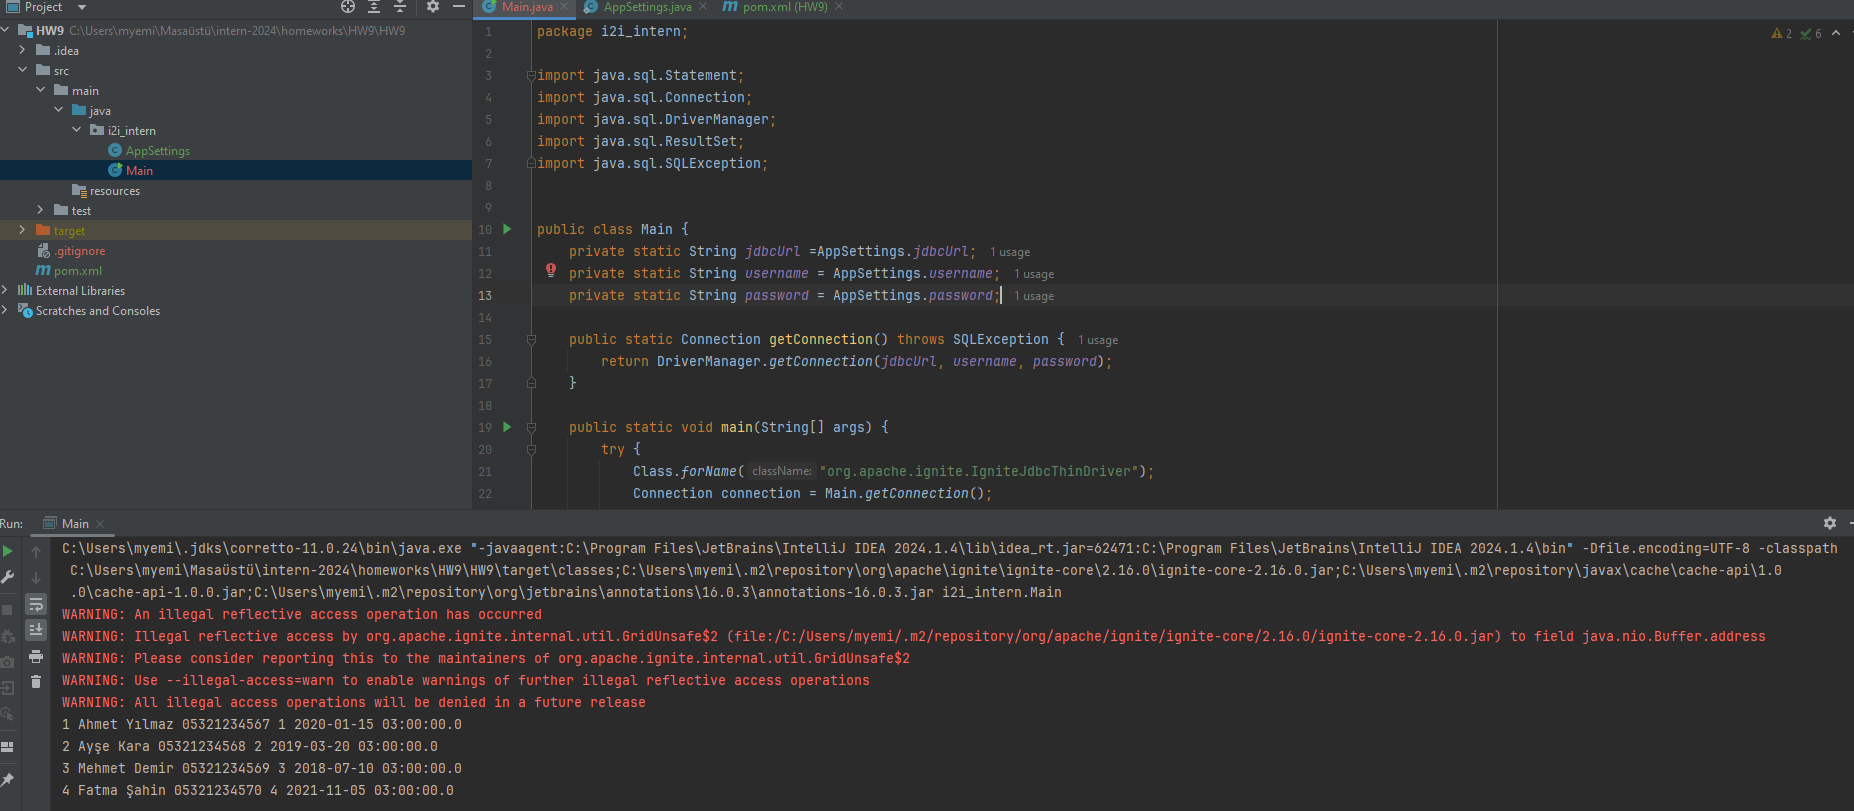 Project
Main.java
AppSettings.java
pom.xml (HW9)
HW9 C:\Users\myemi\Masaüstü\intern-2024\homeworks\HW9\HW9
.idea
src
main
java
i2i_intern
AppSettings
Main
resources
test
target
.gitignore
pom.xml
External Libraries
Scratches and Consoles
2 6
1 package i2i_intern;
2
3 import java.sql.Statement;
4 import java.sql.Connection;
5 import java.sql.DriverManager;
6 import java.sql.ResultSet;
7 import java.sql.SQLException;
8
9
10 public class Main {
11 private static String jdbcUrl =AppSettings.jdbcUrl; 1 usage
12 private static String username = AppSettings.username; 1 usage
13 private static String password = AppSettings.password; 1 usage
14
15 public static Connection getConnection() throws SQLException { 1 usage
16 return DriverManager.getConnection(jdbcUrl, username, password);
17 }
18
19 public static void main(String[] args) {
20 try {
21 Class.forName( className: "org.apache.ignite.IgniteJdbcThinDriver");
22 Connection connection = Main.getConnection();
Run: Main
C:\Users\myemi\.jdks\corretto-11.0.24\bin\java.exe "-javaagent:C:\Program Files\JetBrains\IntelliJ IDEA 2024.1.4\lib\idea_rt.jar=62471:C:\Program Files\JetBrains\IntelliJ IDEA 2024.1.4\bin" -Dfile.encoding=UTF-8 -classpath
C:\Users\myemi\Masaüstü\intern-2024\homeworks\HW9\HW9\target\classes;C:\Users\myemi\.m2\repository\org\apache\ignite\ignite-core\2.16.0\ignite-core-2.16.0.jar;C:\Users\myemi\.m2\repository\javax\cache\cache-api\1.0
.0\cache-api-1.0.0.jar;C:\Users\myemi\.m2\repository\org\jetbrains\annotations\16.0.3\annotations-16.0.3.jar i2i_intern.Main
WARNING: An illegal reflective access operation has occurred
WARNING: Illegal reflective access by org.apache.ignite.internal.util.GridUnsafe$2 (file:/C:/Users/myemi/.m2/repository/org/apache/ignite/ignite-core/2.16.0/ignite-core-2.16.0.jar) to field java.nio.Buffer.address
WARNING: Please consider reporting this to the maintainers of org.apache.ignite.internal.util.GridUnsafe$2
WARNING: Use --illegal-access=warn to enable warnings of further illegal reflective access operations
WARNING: All illegal access operations will be denied in a future release
1 Ahmet Yılmaz 05321234567 1 2020-01-15 03:00:00.0
2 Ayşe Kara 05321234568 2 2019-03-20 03:00:00.0
3 Mehmet Demir 05321234569 3 2018-07-10 03:00:00.0
4 Fatma Şahin 05321234570 4 2021-11-05 03:00:00.0